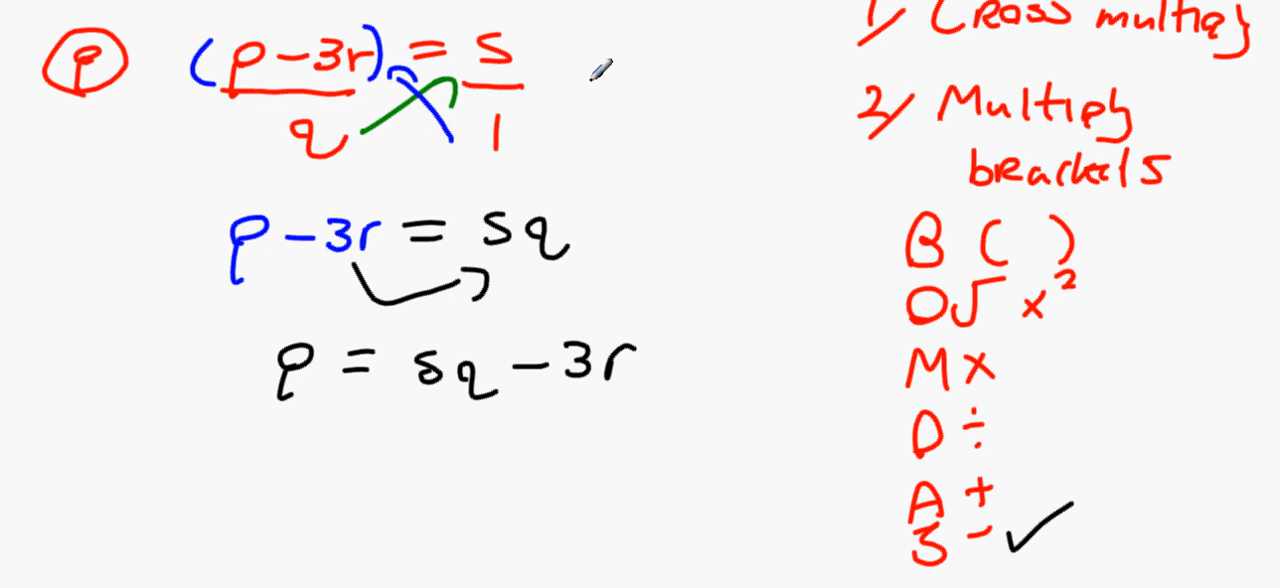 P (p - 3r) = s
q 1
p - 3r = sq
p = sq - 3r
1/ Cross multiply
2/ Multiply
brackets
B ( )
O √ x²
M ×
D ÷
A +
S - ✓